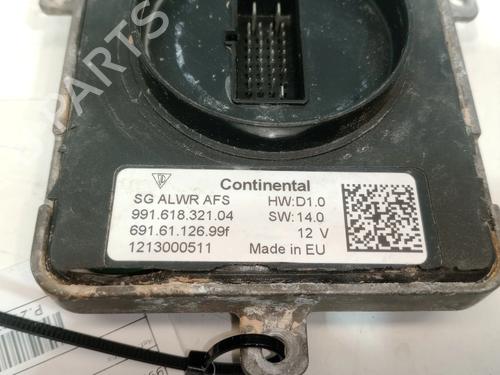 PARTS
Continental
SG ALWR AFS HW:D1.0
991.618.321.04 SW:14.0
691.61.126.99f 12 V
1213000511 Made in EU